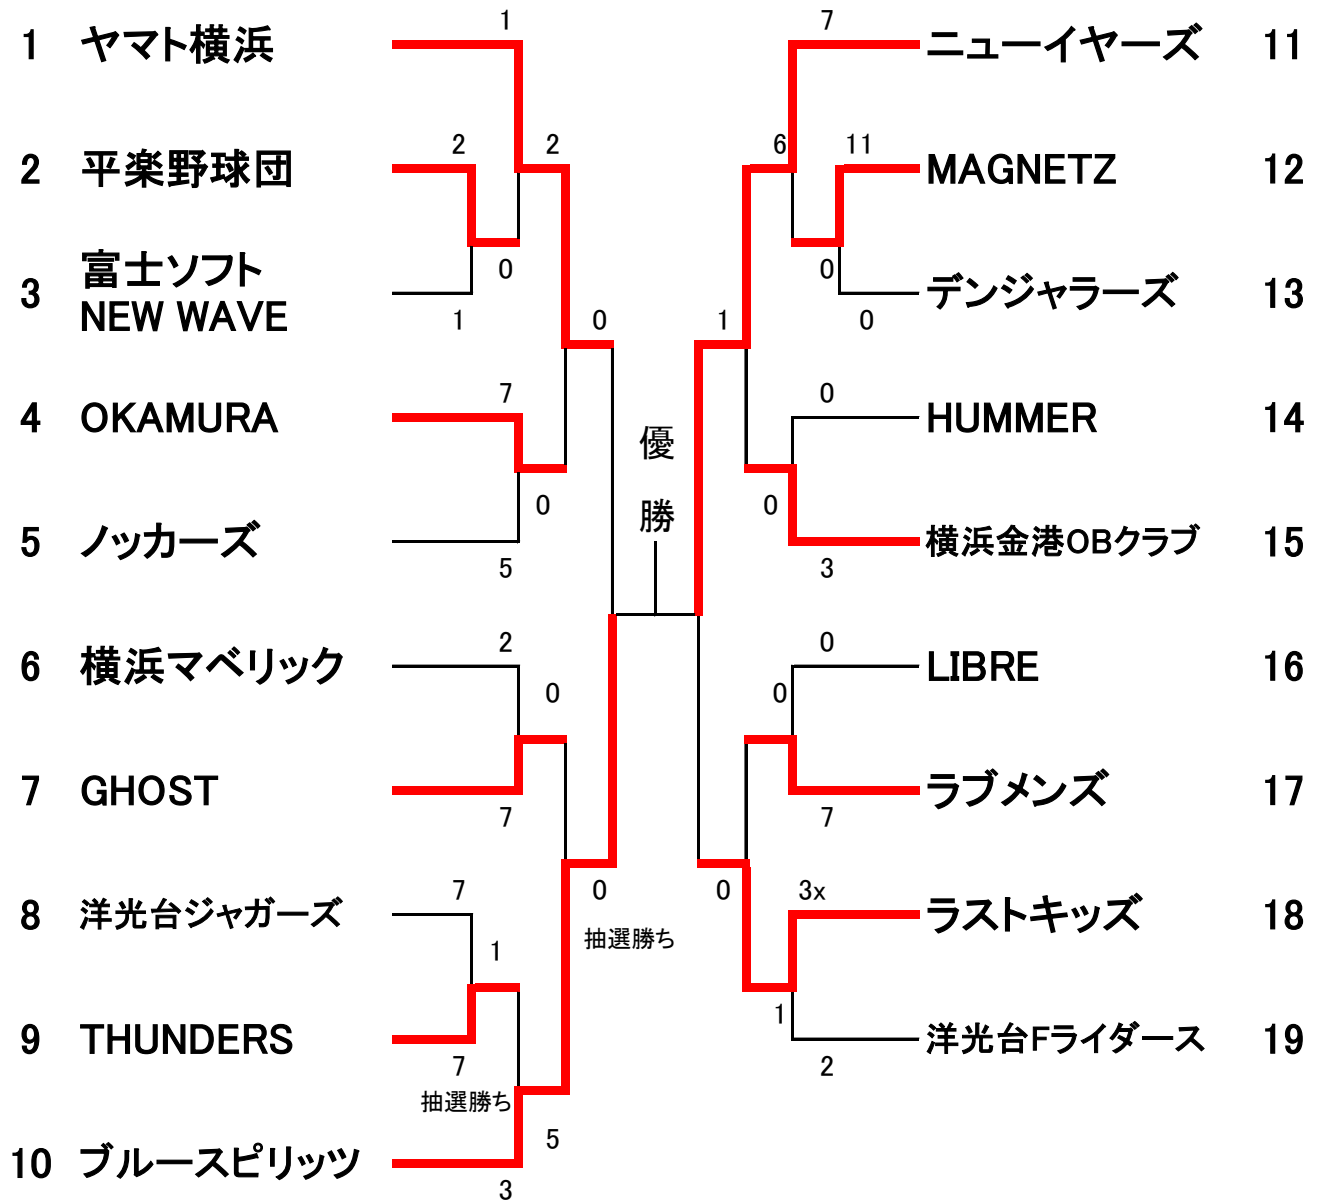 1 ヤマト横浜
1
2 平楽野球団
2
2
3 富士ソフト
NEW WAVE
0
1
0
4 OKAMURA
7
0
5 ノッカーズ
5
6 横浜マベリック
2
0
7 GHOST
7
8 洋光台ジャガーズ
7
1
0
抽選勝ち
9 THUNDERS
7
抽選勝ち
10 ブルースピリッツ
5
3
優
勝
7
ニューイヤーズ 11
6
11
MAGNETZ 12
0
デンジャラーズ 13
0
1
0
HUMMER 14
0
横浜金港OBクラブ 15
3
0
LIBRE 16
0
ラブメンズ 17
7
0
3x
ラストキッズ 18
1
洋光台Fライダース 19
2